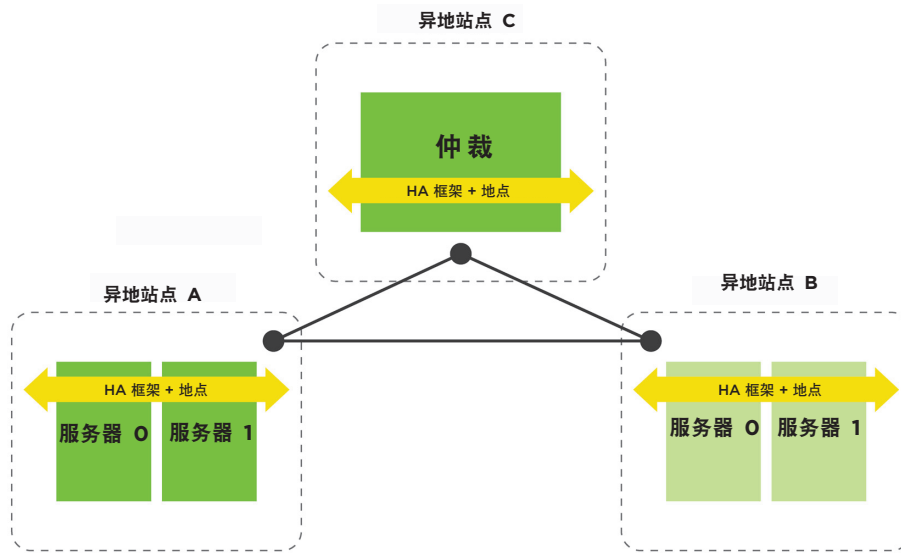 异地站点 C
仲裁
HA 框架 + 地点
异地站点 A
异地站点 B
HA 框架 + 地点
HA 框架 + 地点
服务器 0
服务器 1
服务器 0
服务器 1